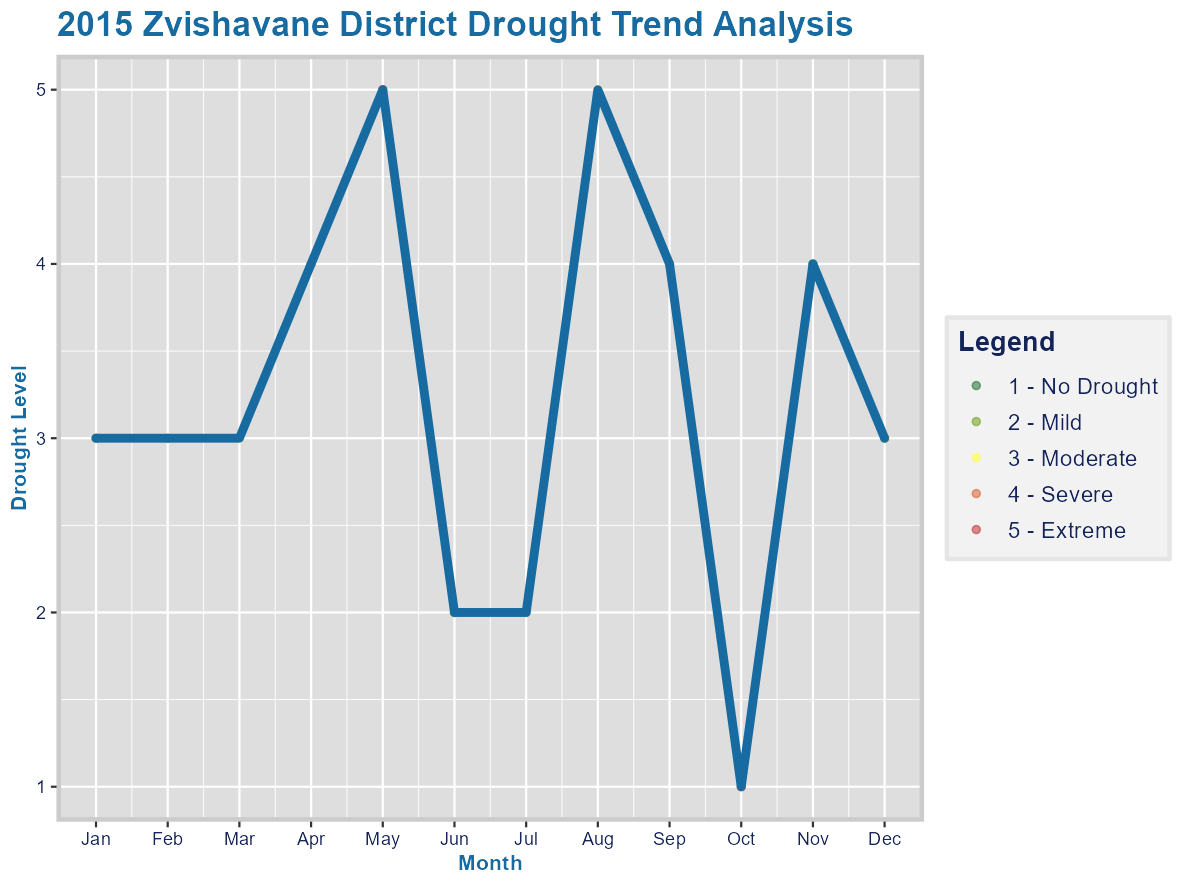 2015 Zvishavane District Drought Trend Analysis
5
4
3
2
1
Drought Level
Jan Feb Mar Apr May Jun Jul Aug Sep Oct Nov Dec
Month
Legend
1 - No Drought
2 - Mild
3 - Moderate
4 - Severe
5 - Extreme